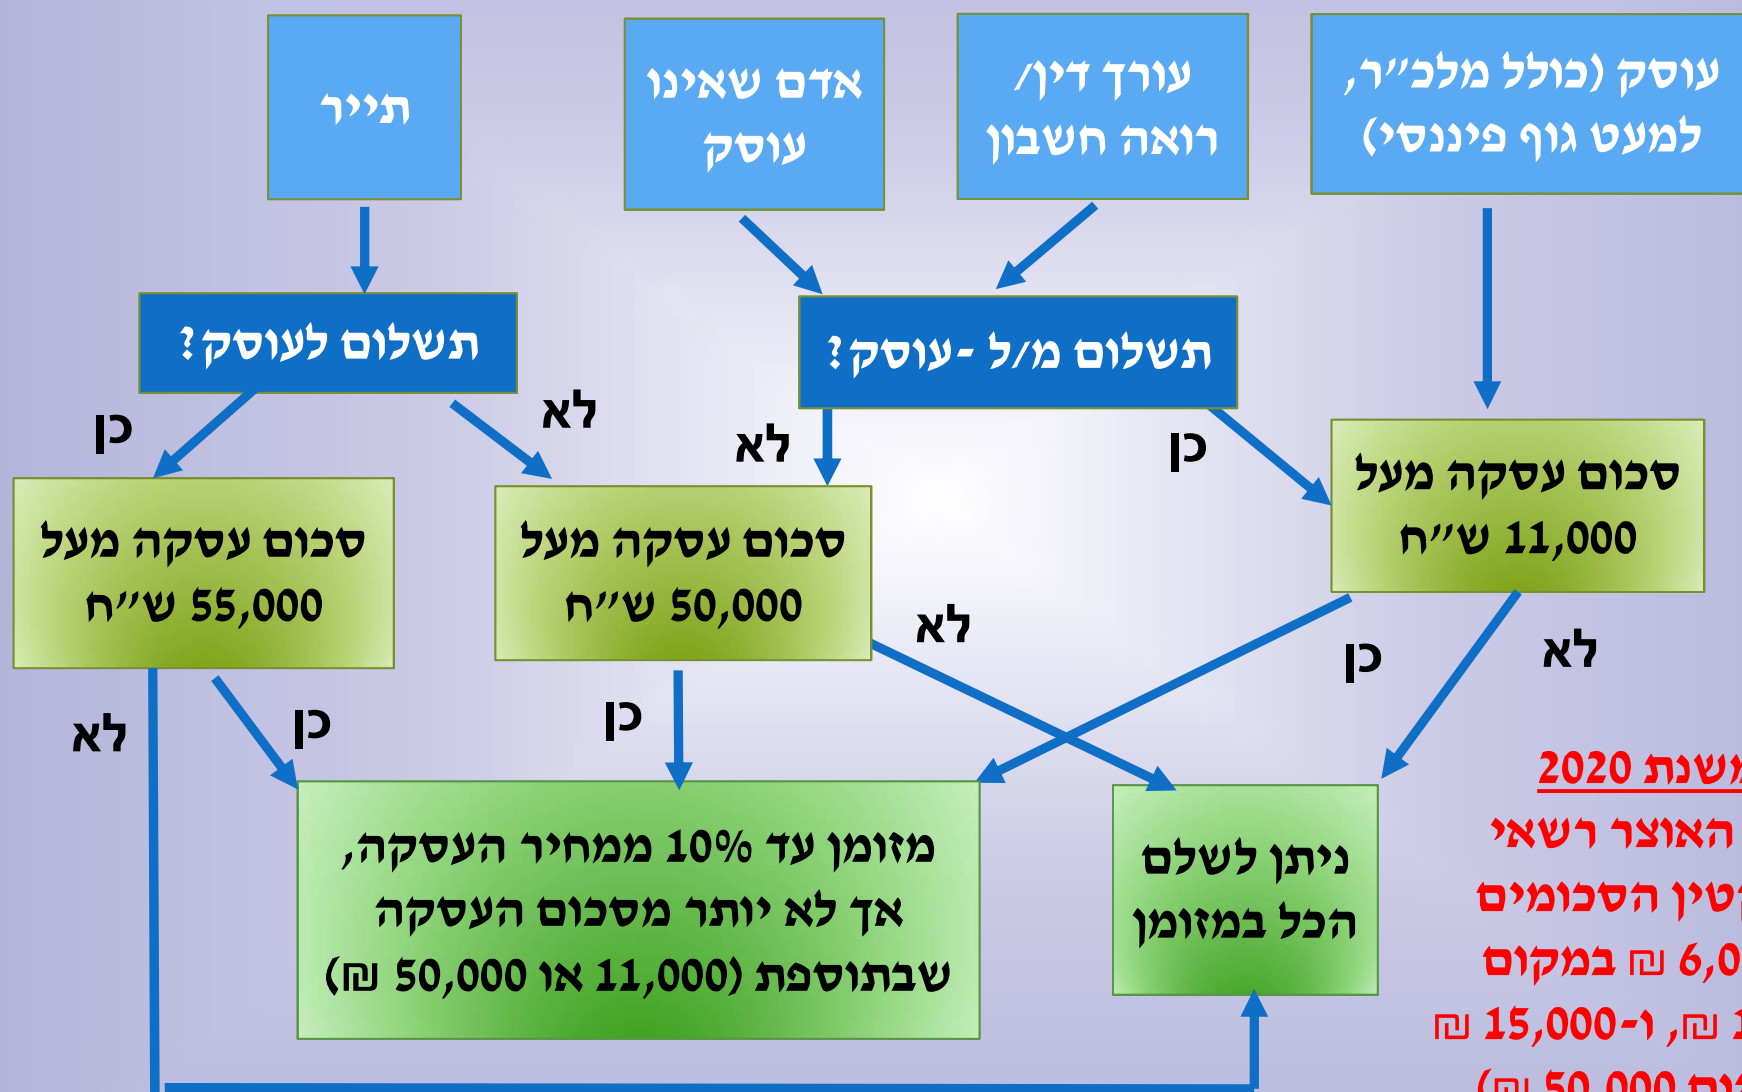 עוסק (כולל מלכ״ר,
למעט גוף פיננסי)
עורך דין/
רואה חשבון
אדם שאינו
עוסק
תייר
תשלום מ/ל -עוסק?
תשלום לעוסק?
כן
לא
לא
כן
סכום עסקה מעל
11,000 ש״ח
סכום עסקה מעל
50,000 ש״ח
סכום עסקה מעל
55,000 ש״ח
לא
כן
לא
כן
כן
לא
ניתן לשלם
הכל במזומן
מזומן עד 10% ממחיר העסקה,
אך לא יותר מסכום העסקה
שבתוספת (11,000 או 50,000 ₪)
משנת 2020
האוצר רשאי
הסכומים
₪ במקום
₪, ו-15,000 ₪
50,000 ₪)